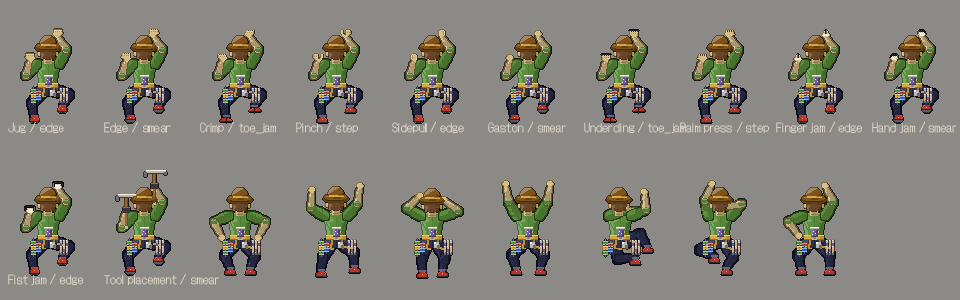 Jug / edge
Edge / smear
Crimp / toe_jam
Pinch / step
Sidepull / edge
Gaston / smear
Undercling / toe_jam
Palm press / step
Finger jam / edge
Hand jam / smear
Fist jam / edge
Tool placement / smear